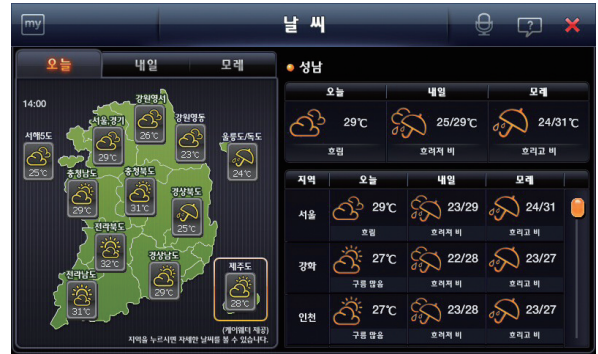 my
날 씨
?
오늘
내일
모레
14:00
강원영서
26℃
서울,경기
29℃
강원영동
23℃
서해5도
25℃
울릉도/독도
24℃
충청남도
29℃
충청북도
31℃
경상북도
25℃
전라북도
32℃
경상남도
29℃
전라남도
31℃
제주도
28℃
(케이웨더 제공)
지역을 누르시면 자세한 날씨를 볼 수 있습니다.
성남
오늘 내일 모레
29℃ 25/29℃ 24/31℃
흐림 흐려져 비 흐리고 비
지역 오늘 내일 모레
서울 29℃ 23/29 24/31
흐림 흐려져 비 흐리고 비
강화 27℃ 22/28 23/27
구름 많음 흐려져 비 흐리고 비
인천 27℃ 23/28 23/27
구름 많음 흐려져 비 흐리고 비